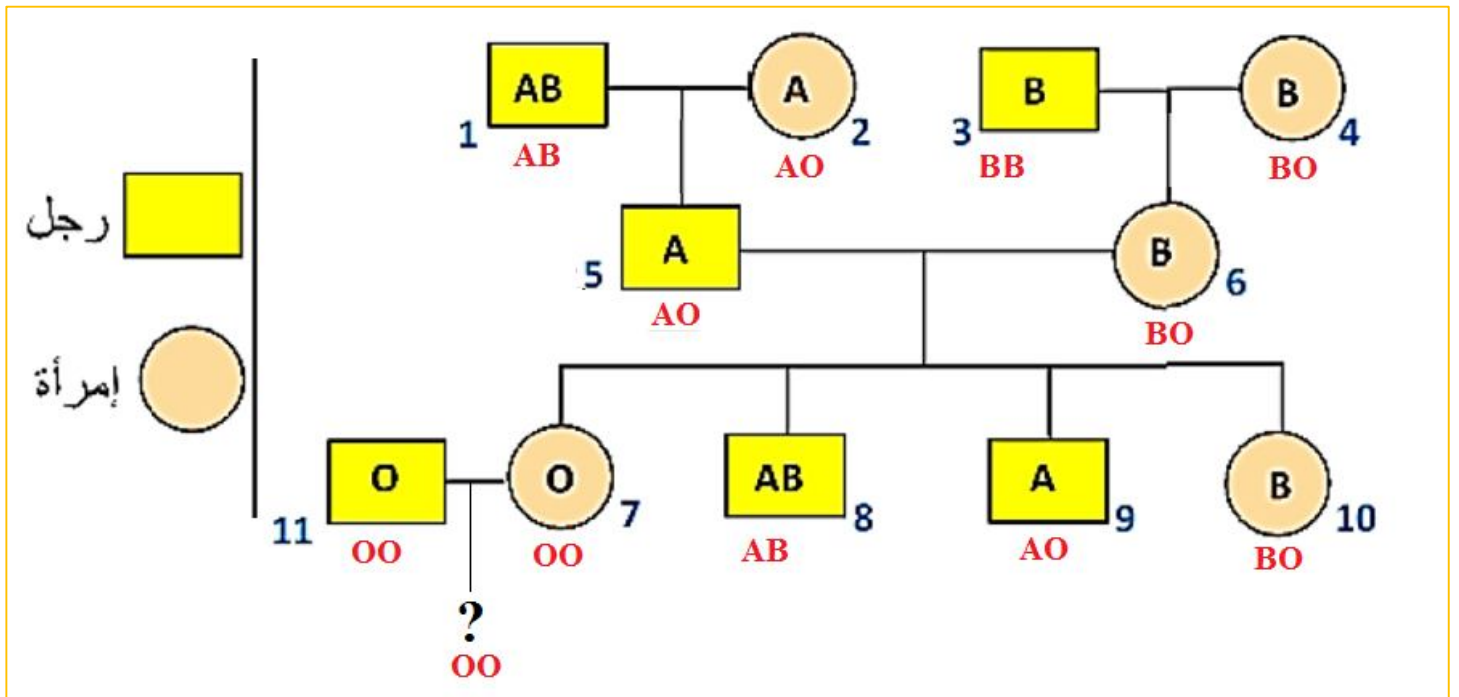 AB A B B
1 2 3 4
AB AO BB BO
رجل
A B
5 6
AO BO
إمرأة
O O AB A B
11 7 8 9 10
OO OO AB AO BO
?
OO